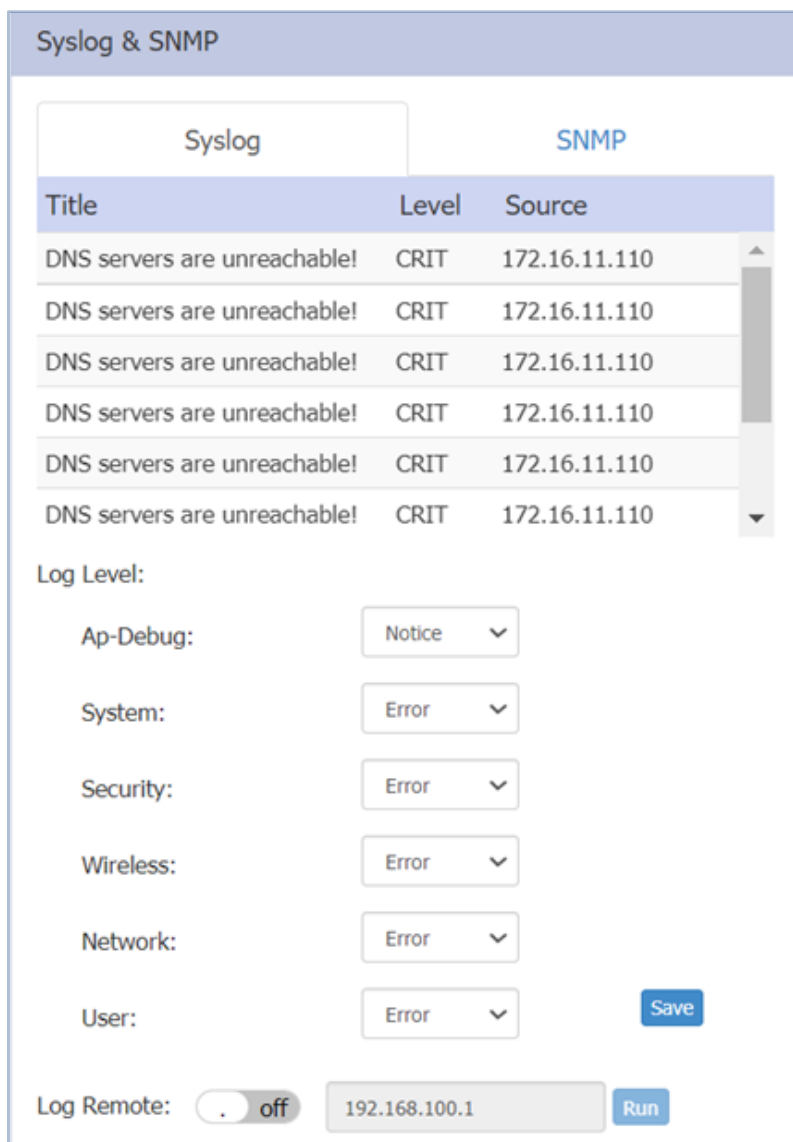 Syslog & SNMP
Syslog SNMP
Title Level Source
DNS servers are unreachable! CRIT 172.16.11.110
DNS servers are unreachable! CRIT 172.16.11.110
DNS servers are unreachable! CRIT 172.16.11.110
DNS servers are unreachable! CRIT 172.16.11.110
DNS servers are unreachable! CRIT 172.16.11.110
DNS servers are unreachable! CRIT 172.16.11.110
Log Level:
Ap-Debug: Notice
System: Error
Security: Error
Wireless: Error
Network: Error
User: Error Save
Log Remote: . off 192.168.100.1 Run